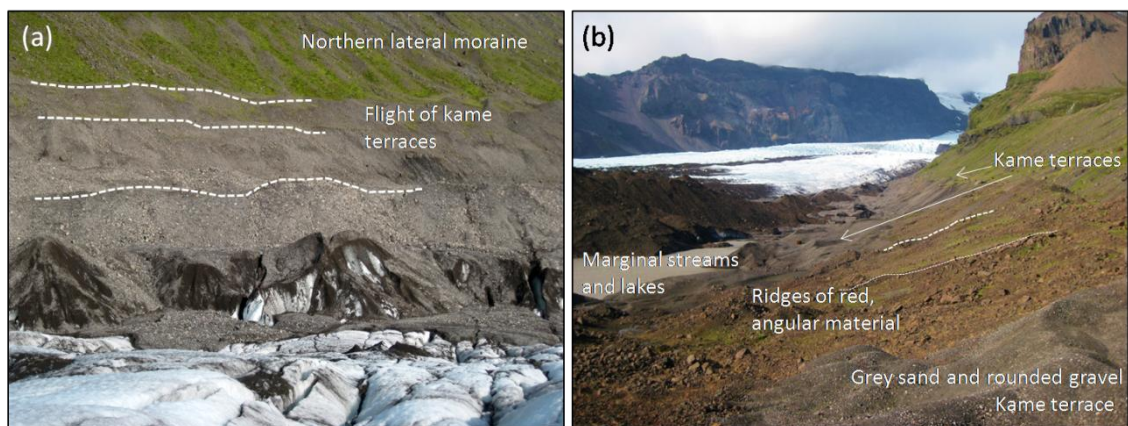 (a)
Northern lateral moraine
Flight of kame
terraces
(b)
Kame terraces
Marginal streams
and lakes
Ridges of red,
angular material
Grey sand and rounded gravel
Kame terrace